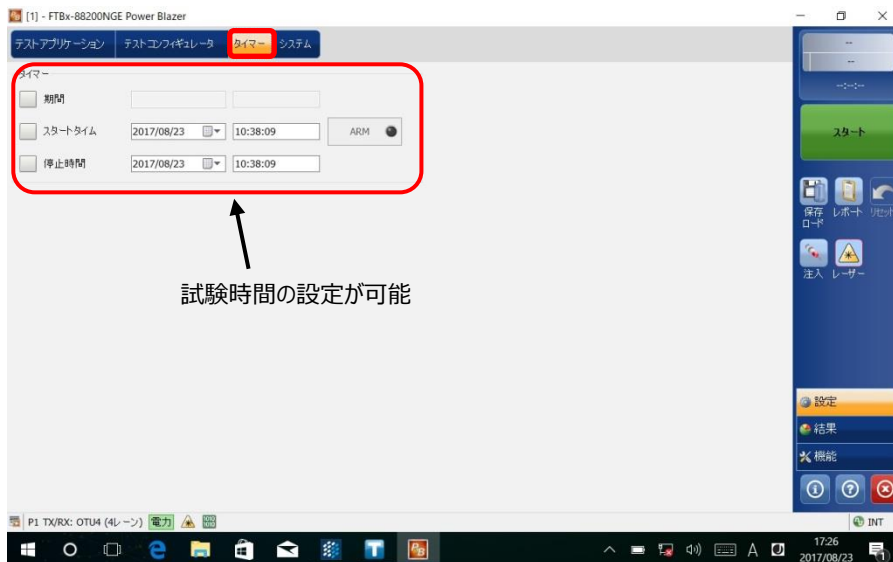 [1] - FTBx-88200NGE Power Blazer
テストアプリケーション テストコンフィギュレータ タイマー システム
タイマー
期間
スタートタイム 2017/08/23 10:38:09 ARM
停止時間 2017/08/23 10:38:09
試験時間の設定が可能
--
--
--:--:--
スタート
保存 レポート リセット
ロード
注入 レーザー
設定
結果
機能
P1 TX/RX: OTU4 (4レーン) 電力
INT
A
17:26
2017/08/23